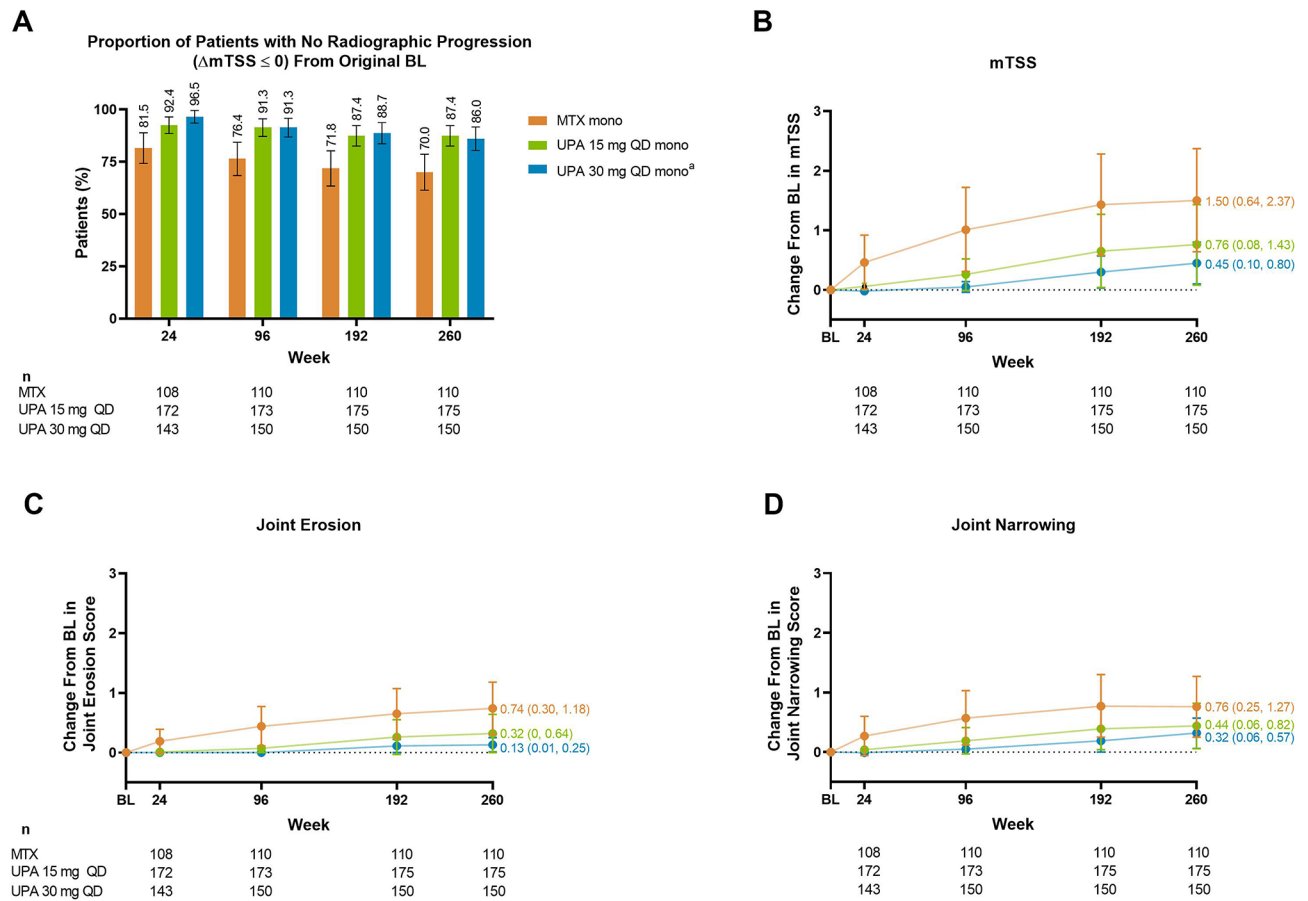 A
Proportion of Patients with No Radiographic Progression
(ΔmTSS ≤ 0) From Original BL
Patients (%)
100
75
50
25
0
81.5
92.4
96.5
76.4
91.3
91.3
71.8
87.4
88.7
70.0
87.4
86.0
MTX mono
UPA 15 mg QD mono
UPA 30 mg QD monoᵃ
24 96 192 260
Week
n
MTX 108 110 110 110
UPA 15 mg QD 172 173 175 175
UPA 30 mg QD 143 150 150 150
B
mTSS
Change From BL in mTSS
3
2
1
0
1.50 (0.64, 2.37)
0.76 (0.08, 1.43)
0.45 (0.10, 0.80)
BL 24 96 192 260
Week
108 110 110 110
172 173 175 175
143 150 150 150
C
Joint Erosion
Change From BL in
Joint Erosion Score
3
2
1
0
0.74 (0.30, 1.18)
0.32 (0, 0.64)
0.13 (0.01, 0.25)
BL 24 96 192 260
Week
n
MTX 108 110 110 110
UPA 15 mg QD 172 173 175 175
UPA 30 mg QD 143 150 150 150
D
Joint Narrowing
Change From BL in
Joint Narrowing Score
3
2
1
0
0.76 (0.25, 1.27)
0.44 (0.06, 0.82)
0.32 (0.06, 0.57)
BL 24 96 192 260
Week
108 110 110 110
172 173 175 175
143 150 150 150